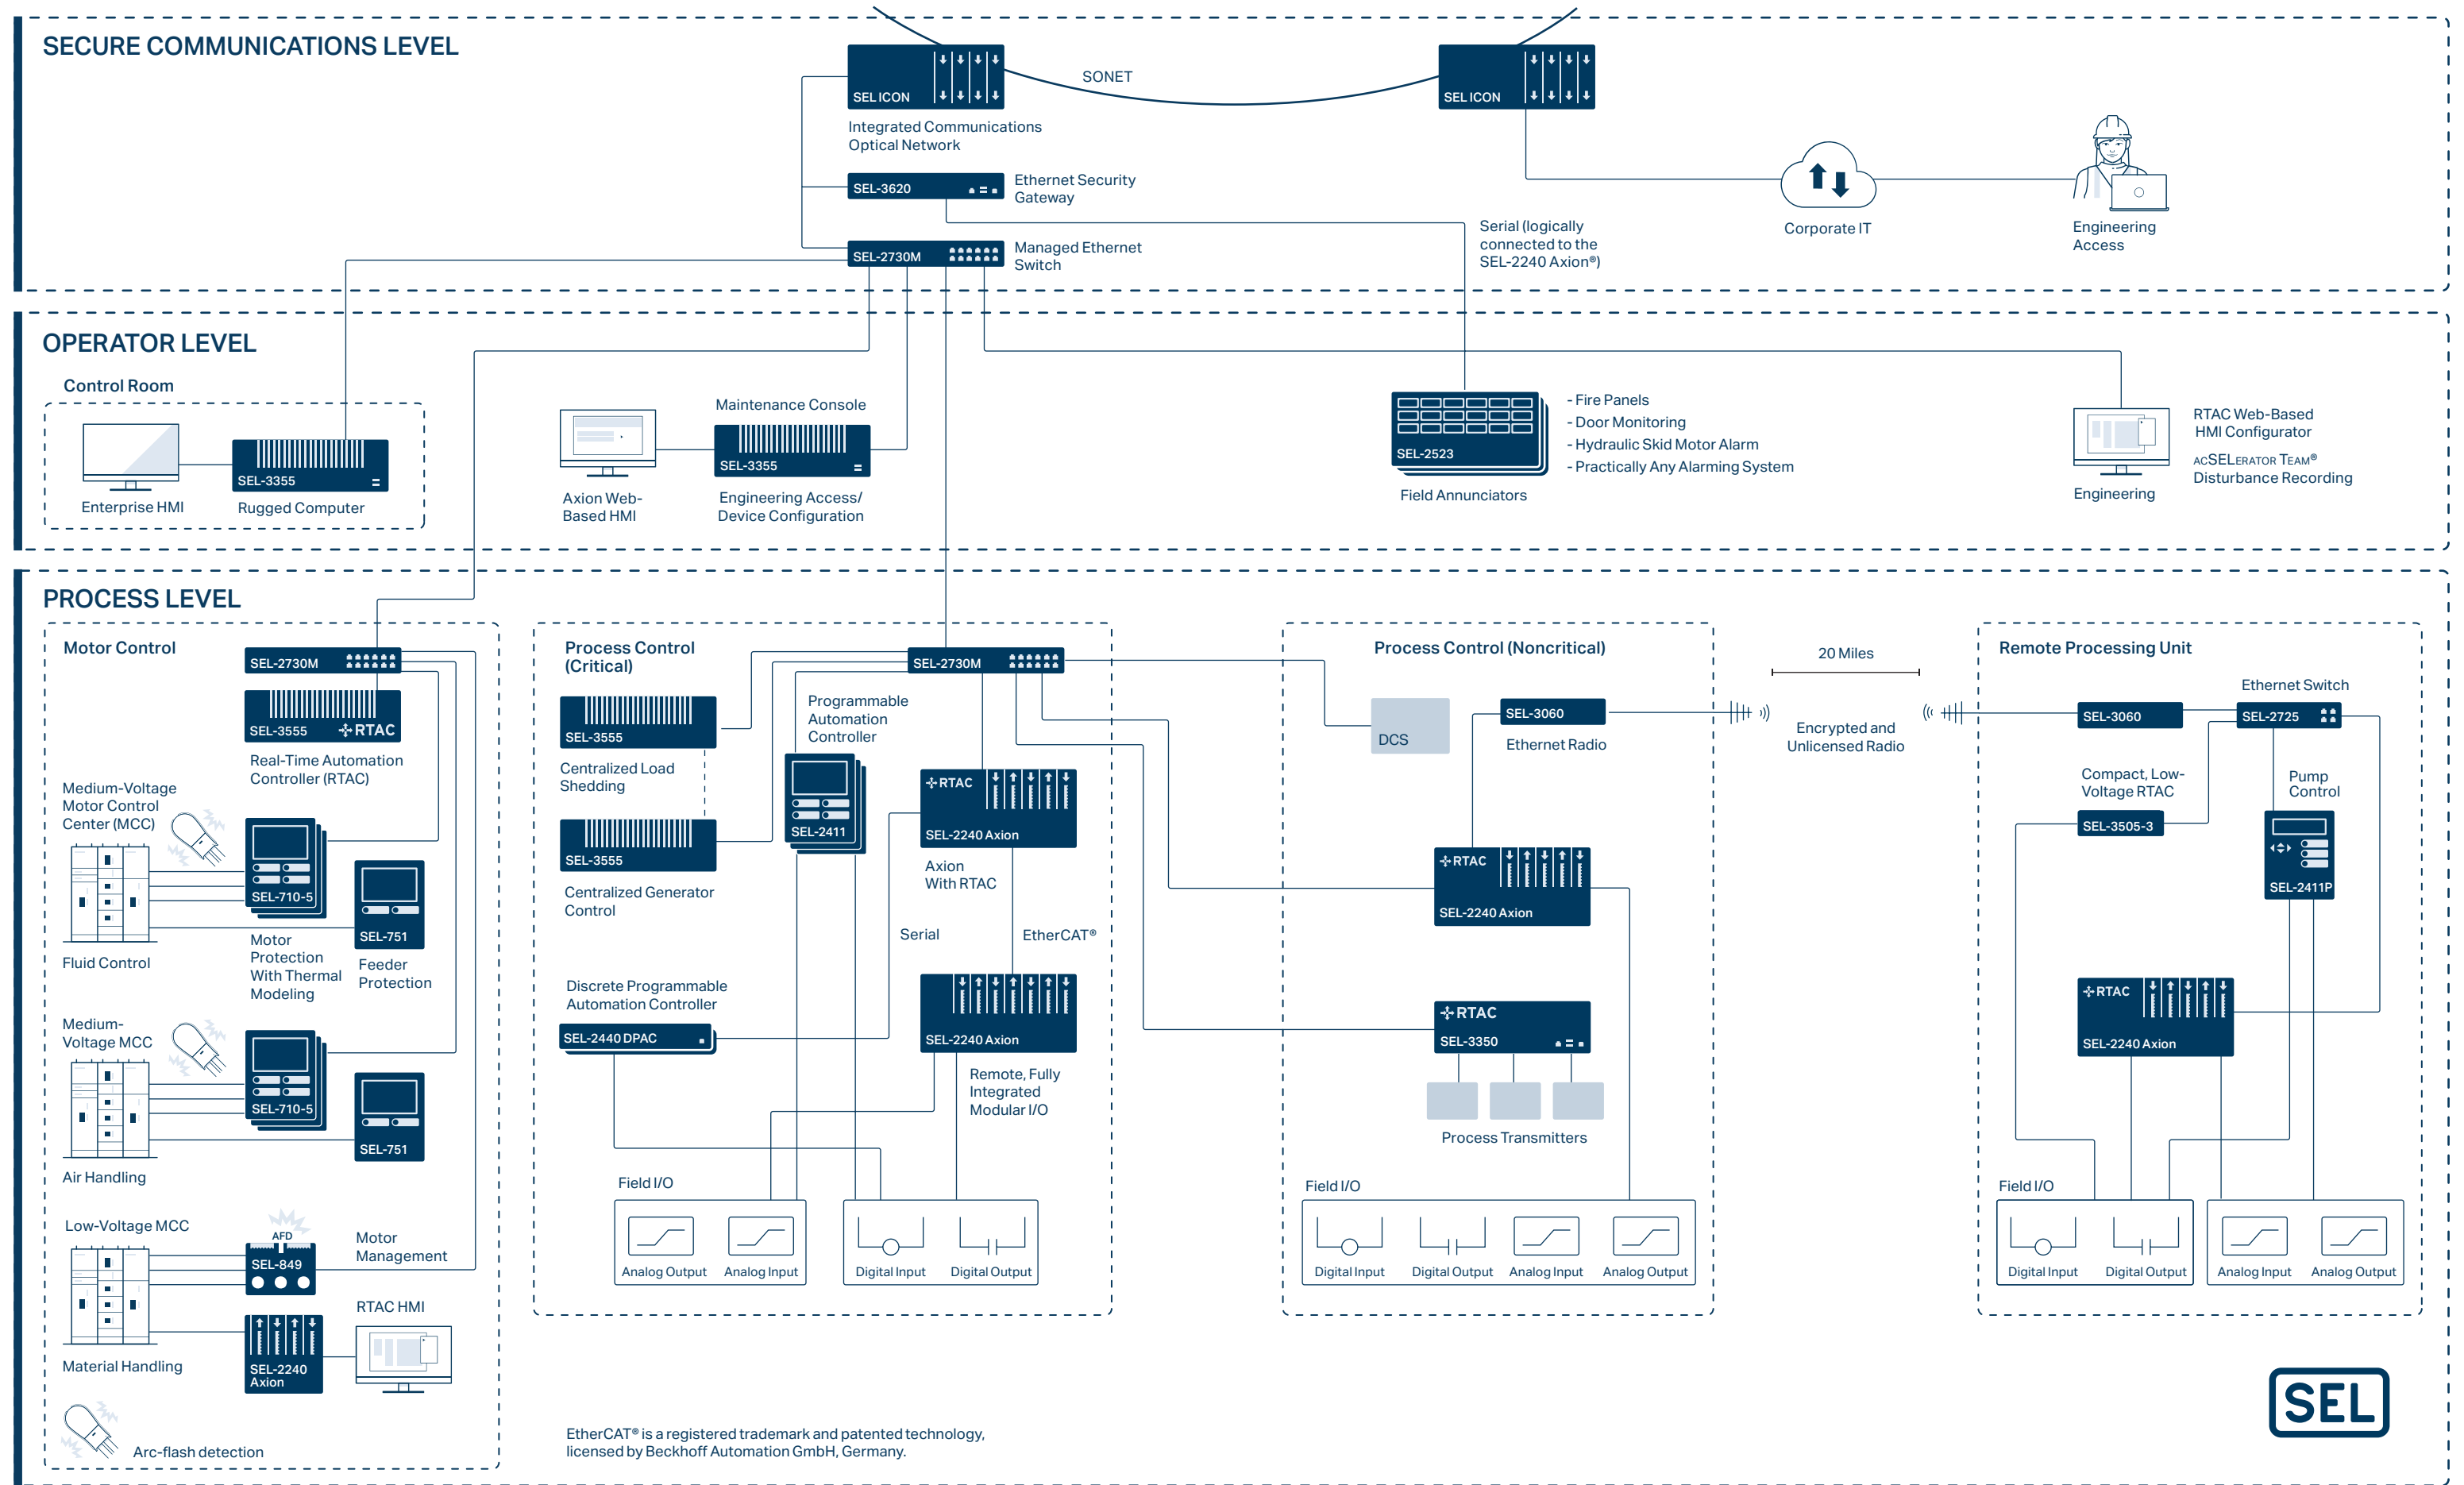 SECURE COMMUNICATIONS LEVEL
SEL ICON
SONET
SEL ICON
Integrated Communications
Optical Network
SEL-3620
Ethernet Security
Gateway
SEL-2730M
Managed Ethernet
Switch
Serial (logically
connected to the
SEL-2240 Axion®)
Corporate IT
Engineering
Access
OPERATOR LEVEL
Control Room
Enterprise HMI
SEL-3355
Rugged Computer
Axion Web-
Based HMI
Maintenance Console
SEL-3355
Engineering Access/
Device Configuration
SEL-2523
Field Annunciators
- Fire Panels
- Door Monitoring
- Hydraulic Skid Motor Alarm
- Practically Any Alarming System
Engineering
RTAC Web-Based
HMI Configurator
ACSELERATOR TEAM®
Disturbance Recording
PROCESS LEVEL
Motor Control
SEL-2730M
SEL-3555
RTAC
Real-Time Automation
Controller (RTAC)
Medium-Voltage
Motor Control
Center (MCC)
Fluid Control
SEL-710-5
Motor
Protection
With Thermal
Modeling
SEL-751
Feeder
Protection
Medium-
Voltage MCC
Air Handling
SEL-710-5
SEL-751
Low-Voltage MCC
Material Handling
AFD
SEL-849
Motor
Management
SEL-2240
Axion
RTAC HMI
Arc-flash detection
Process Control
(Critical)
SEL-2730M
SEL-3555
Centralized Load
Shedding
SEL-3555
Centralized Generator
Control
Programmable
Automation
Controller
SEL-2411
RTAC
SEL-2240 Axion
Axion
With RTAC
Serial
EtherCAT®
Discrete Programmable
Automation Controller
SEL-2440 DPAC
SEL-2240 Axion
Remote, Fully
Integrated
Modular I/O
Field I/O
Analog Output
Analog Input
Digital Input
Digital Output
Process Control (Noncritical)
DCS
SEL-3060
Ethernet Radio
RTAC
SEL-2240 Axion
RTAC
SEL-3350
Process Transmitters
Field I/O
Digital Input
Digital Output
Analog Input
Analog Output
20 Miles
Encrypted and
Unlicensed Radio
Remote Processing Unit
Ethernet Switch
SEL-3060
SEL-2725
Compact, Low-
Voltage RTAC
SEL-3505-3
Pump
Control
SEL-2411P
RTAC
SEL-2240 Axion
Field I/O
Digital Input
Digital Output
Analog Input
Analog Output
EtherCAT® is a registered trademark and patented technology,
licensed by Beckhoff Automation GmbH, Germany.
SEL